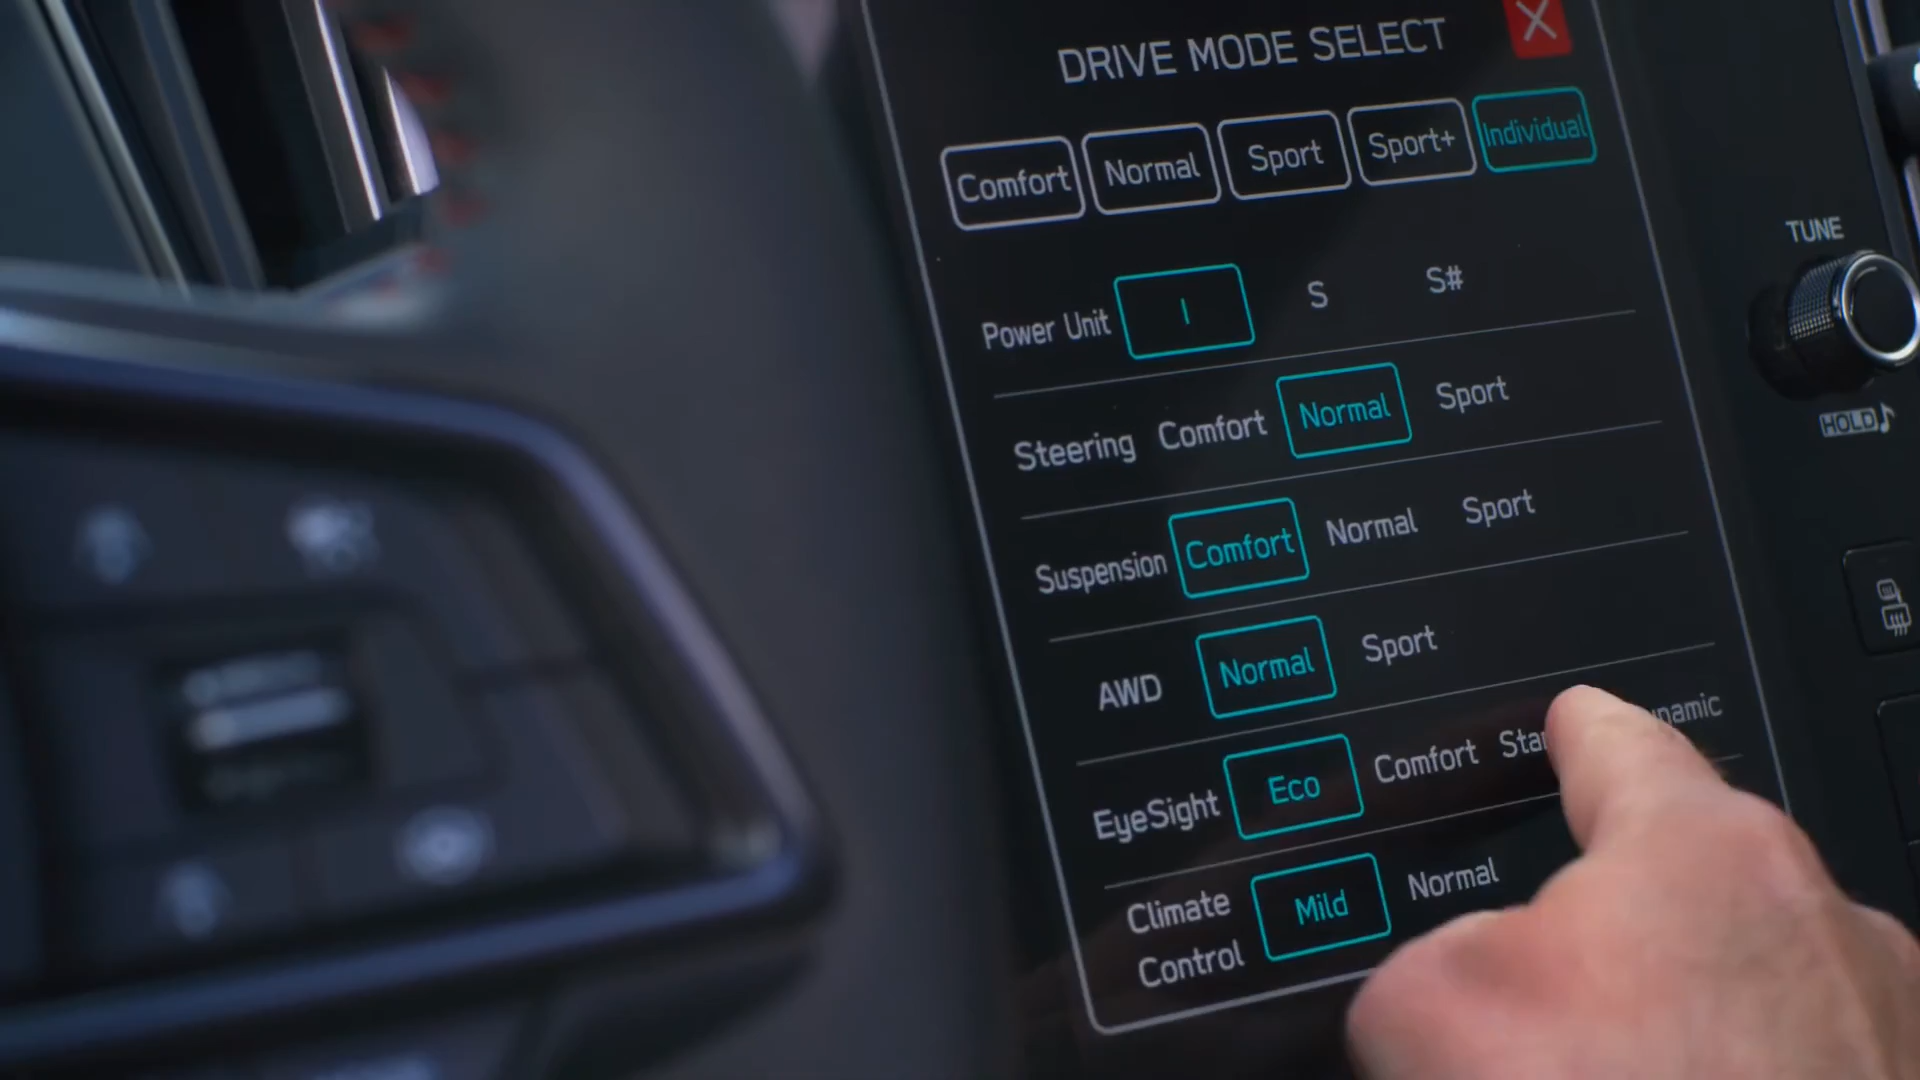 DRIVE MODE SELECT
Comfort Normal Sport Sport+ Individual
Power Unit I S S#
Steering Comfort Normal Sport
Suspension Comfort Normal Sport
AWD Normal Sport
EyeSight Eco Comfort
Climate Control Mild Normal
TUNE
HOLD